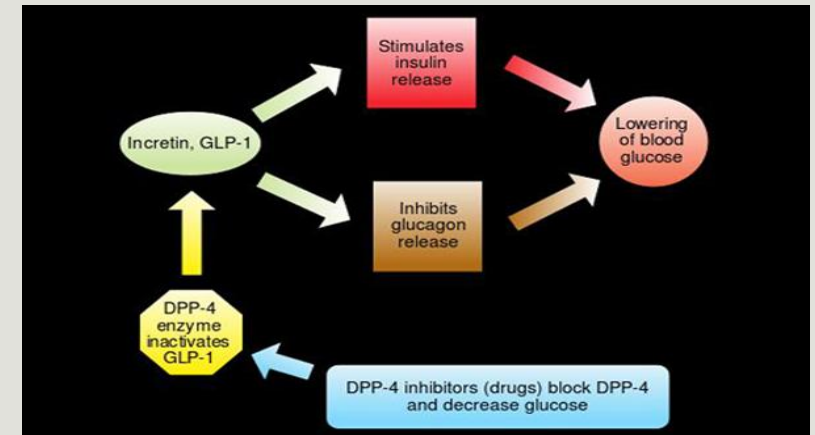 Stimulates
insulin
release
Incretin, GLP-1
Lowering
of blood
glucose
Inhibits
glucagon
release
DPP-4
enzyme
inactivates
GLP-1
DPP-4 inhibitors (drugs) block DPP-4
and decrease glucose